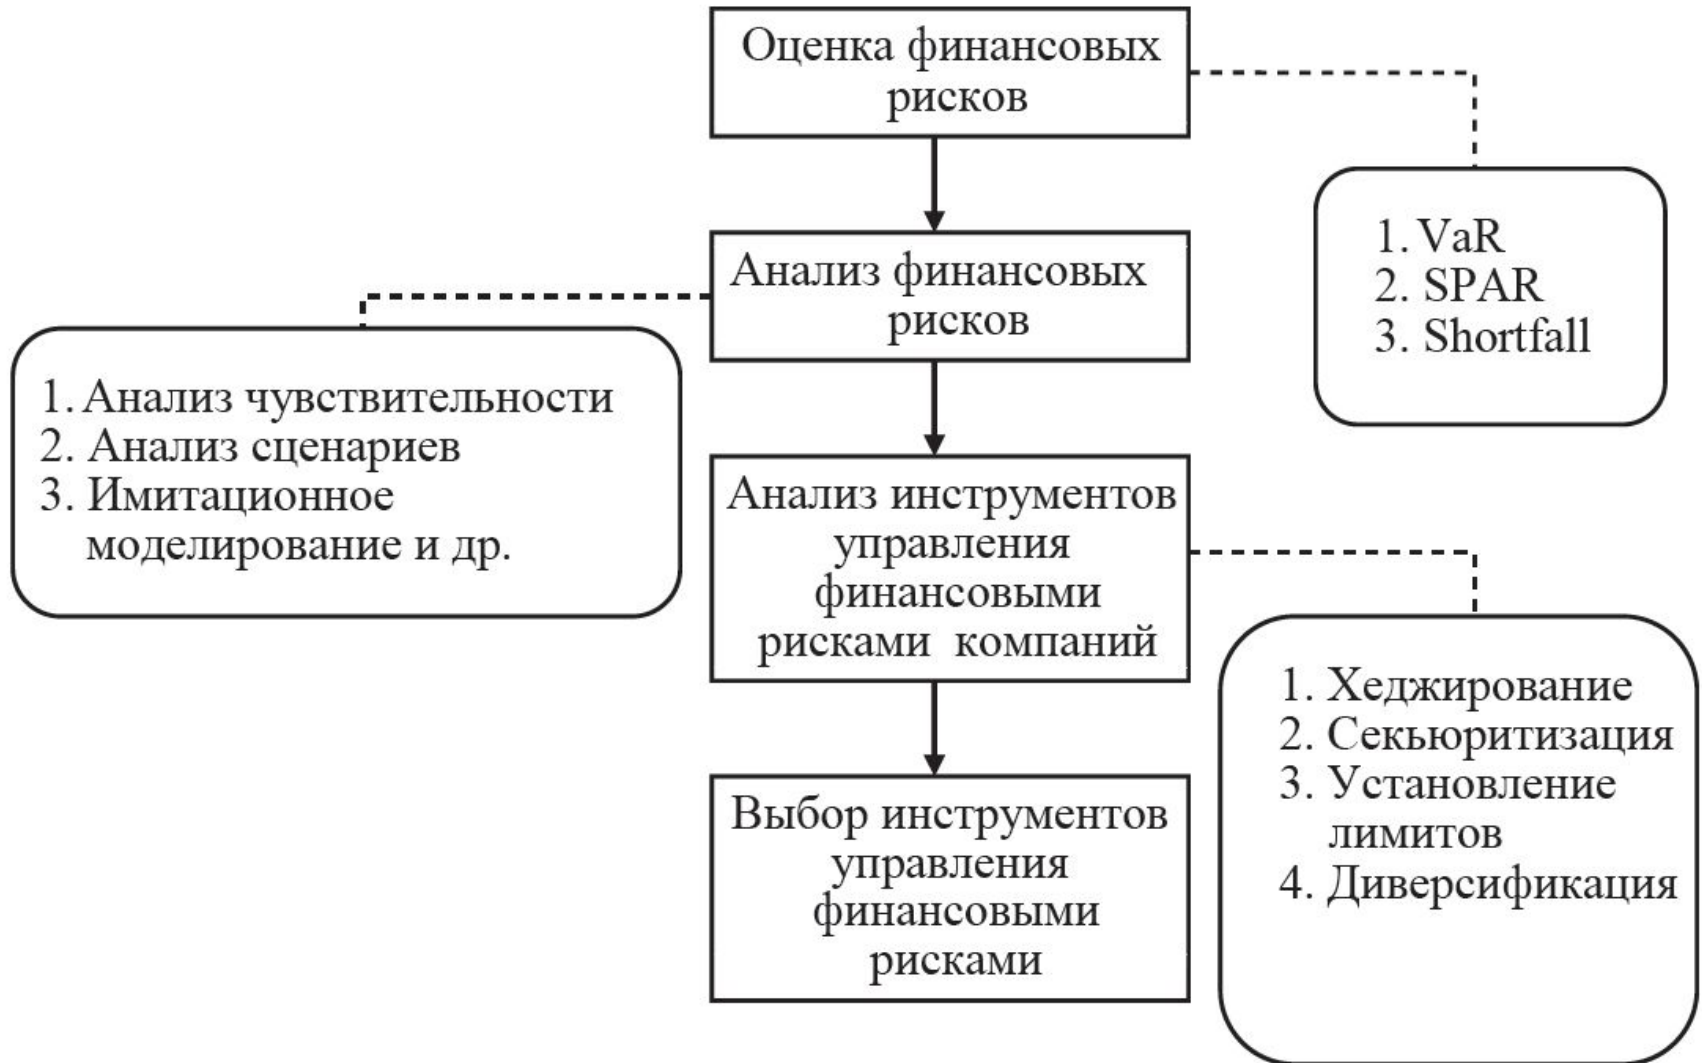 Оценка финансовых
рисков
1. VaR
2. SPAR
3. Shortfall
Анализ финансовых
рисков
1. Анализ чувствительности
2. Анализ сценариев
3. Имитационное
моделирование и др.
Анализ инструментов
управления
финансовыми
рисками компаний
1. Хеджирование
2. Секьюритизация
3. Установление
лимитов
4. Диверсификация
Выбор инструментов
управления
финансовыми
рисками